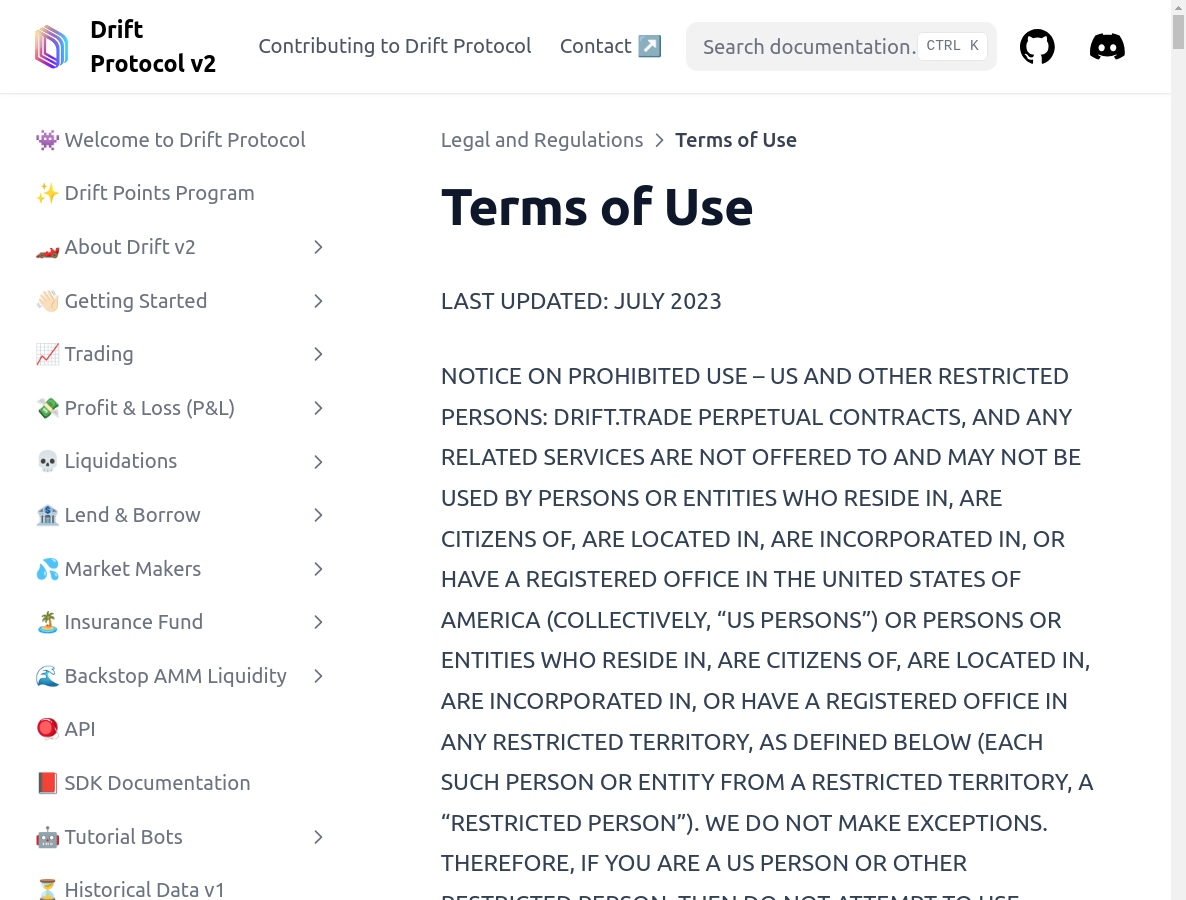 Drift
Protocol v2
Contributing to Drift Protocol
Contact ↗️
Search documentation.
CTRL K
👾 Welcome to Drift Protocol
✨ Drift Points Program
🏎️ About Drift v2
👋🏻 Getting Started
📈 Trading
💸 Profit & Loss (P&L)
💀 Liquidations
🏦 Lend & Borrow
💦 Market Makers
🏝️ Insurance Fund
🌊 Backstop AMM Liquidity
🪀 API
📕 SDK Documentation
🤖 Tutorial Bots
⏳ Historical Data v1
Legal and Regulations > Terms of Use
Terms of Use
LAST UPDATED: JULY 2023
NOTICE ON PROHIBITED USE – US AND OTHER RESTRICTED
PERSONS: DRIFT.TRADE PERPETUAL CONTRACTS, AND ANY
RELATED SERVICES ARE NOT OFFERED TO AND MAY NOT BE
USED BY PERSONS OR ENTITIES WHO RESIDE IN, ARE
CITIZENS OF, ARE LOCATED IN, ARE INCORPORATED IN, OR
HAVE A REGISTERED OFFICE IN THE UNITED STATES OF
AMERICA (COLLECTIVELY, “US PERSONS”) OR PERSONS OR
ENTITIES WHO RESIDE IN, ARE CITIZENS OF, ARE LOCATED IN,
ARE INCORPORATED IN, OR HAVE A REGISTERED OFFICE IN
ANY RESTRICTED TERRITORY, AS DEFINED BELOW (EACH
SUCH PERSON OR ENTITY FROM A RESTRICTED TERRITORY, A
“RESTRICTED PERSON”). WE DO NOT MAKE EXCEPTIONS.
THEREFORE, IF YOU ARE A US PERSON OR OTHER
RESTRICTED PERSON, THEN DO NOT ATTEMPT TO USE